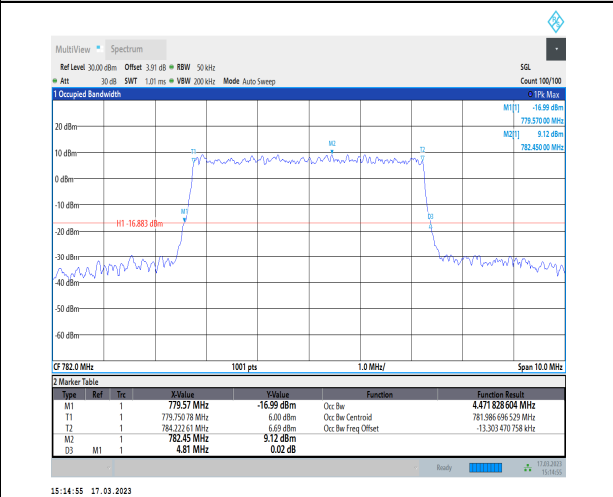 MultiView Spectrum
Ref Level 30.00 dBm Offset 3.91 dB RBW 50 kHz SGL
Att 30 dB SWT 1.01 ms VBW 200 kHz Mode Auto Sweep Count 100/100
1 Occupied Bandwidth 1Pk Max
M1[1] -16.99 dBm
779.570 00 MHz
M2[1] 9.12 dBm
782.450 00 MHz
20 dBm
10 dBm
T1
M2
T2
0 dBm
-10 dBm
M1
D3
H1 -16.883 dBm
-20 dBm
-30 dBm
-40 dBm
-50 dBm
-60 dBm
CF 782.0 MHz 1001 pts 1.0 MHz/ Span 10.0 MHz
2 Marker Table
Type Ref Trc X-Value Y-Value Function Function Result
M1 1 779.57 MHz -16.99 dBm Occ Bw 4.471 828 604 MHz
T1 1 779.750 78 MHz 6.00 dBm Occ Bw Centroid 781.986 696 529 MHz
T2 1 784.222 61 MHz 6.69 dBm Occ Bw Freq Offset -13.303 470 758 kHz
M2 1 782.45 MHz 9.12 dBm
D3 M1 1 4.81 MHz 0.02 dB
Ready 17.03.2023
15:14:55
15:14:55 17.03.2023